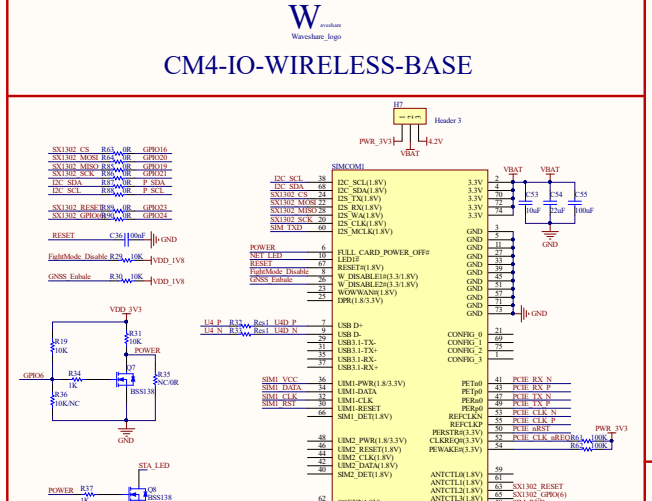 W aveshare
Waveshare_logo
CM4-IO-WIRELESS-BASE
H7
Header 3
1 2 3
PWR_3V3 4.2V
VBAT
SX1302_CS R63 0R GPIO16
SX1302_MOSI R64 0R GPIO20
SX1302_MISO R85 0R GPIO19
SX1302_SCK R86 0R GPIO21
I2C_SDA R87 0R P_SDA
I2C_SCL R88 0R P_SCL
SX1302_RESET R89 0R GPIO23
SX1302_GPIO(6) R90 0R GPIO24
RESET C36 100nF GND
FightMode_Disable R29 10K VDD_1V8
GNSS_Enbale R30 10K VDD_1V8
VDD_3V3
R19
10K
R31
10K
POWER
GPIO6
R34
1K
Q7
BSS138
R35
NC/0R
R36
10K/NC
GND
STA_LED
POWER R37
1K
Q8
BSS138
SIMCOM1
I2C_SCL 38 I2C_SCL(1.8V)
I2C_SDA 68 I2C_SDA(1.8V)
SX1302_CS 24 I2S_TX(1.8V)
SX1302_MOSI 22 I2S_RX(1.8V)
SX1302_MISO 28 I2S_WA(1.8V)
SX1302_SCK 20 I2S_CLK(1.8V)
SIM_TXD 60 I2S_MCLK(1.8V)
POWER 6 FULL_CARD_POWER_OFF#
NET_LED 10 LED1#
RESET 67 RESET#(1.8V)
FightMode_Disable 8 W_DISABLE1#(3.3/1.8V)
GNSS_Enbale 26 W_DISABLE2#(3.3/1.8V)
23 WOWWAN#(1.8V)
25 DPR(1.8/3.3V)
U4_P R32 Res1 U4D_P 7 USB D+
U4_N R33 Res1 U4D_N 9 USB D-
29 USB3.1-TX-
31 USB3.1-TX+
35 USB3.1-RX-
37 USB3.1-RX+
SIM1_VCC 36 UIM1-PWR(1.8/3.3V)
SIM1_DATA 34 UIM1-DATA
SIM1_CLK 32 UIM1-CLK
SIM1_RST 30 UIM1-RESET
66 SIM1_DET(1.8V)
48 UIM2_PWR(1.8/3.3V)
46 UIM2_RESET(1.8V)
44 UIM2_CLK(1.8V)
42 UIM2_DATA(1.8V)
40 SIM2_DET(1.8V)
62
3.3V 2
3.3V 4
3.3V 70
3.3V 72
3.3V 74
VBAT VBAT
C53
10uF
C54
22uF
C55
100uF
GND
GND 3
GND 5
GND 11
GND 27
GND 33
GND 39
GND 45
GND 51
GND 57
GND 71
GND 73 GND
CONFIG_0 21
CONFIG_1 69
CONFIG_2 75
CONFIG_3 1
PETn0 41 PCIE_RX_N
PETp0 43 PCIE_RX_P
PERn0 47 PCIE_TX_N
PERp0 49 PCIE_TX_P
REFCLKN 53 PCIE_CLK_N
REFCLKP 55 PCIE_CLK_P
PERSTR#(3.3V) 50 PCIE_nRST
CLKREQ#(3.3V) 52 PCIE_CLK_nREQ R61 100K
PEWAKE#(3.3V) 54 R62 100K
PWR_3V3
ANTCTL0(1.8V) 59
ANTCTL1(1.8V) 61
ANTCTL2(1.8V) 63 SX1302_RESET
ANTCTL3(1.8V) 65 SX1302_GPIO(6)